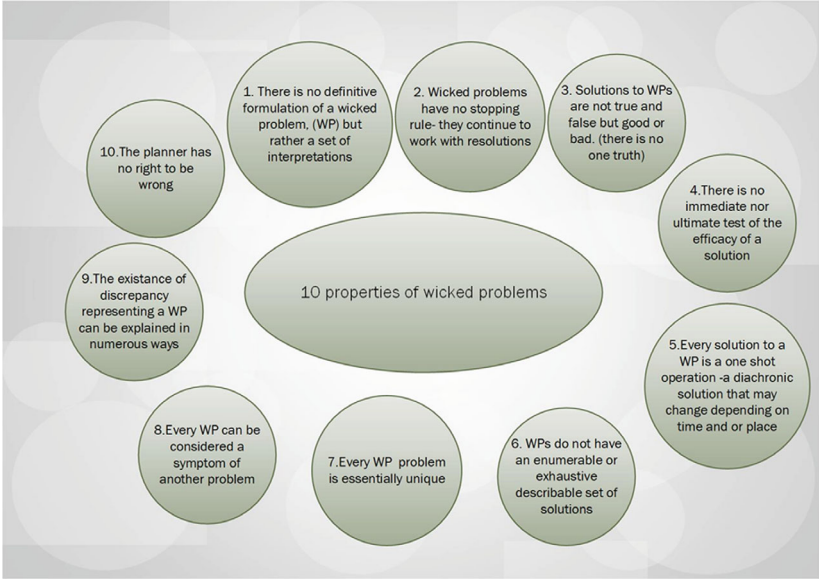 1. There is no definitive
formulation of a wicked
problem, (WP) but
rather a set of
interpretations
2. Wicked problems
have no stopping
rule- they continue to
work with resolutions
3. Solutions to WPs
are not true and
false but good or
bad. (there is no
one truth)
4.There is no
immediate nor
ultimate test of the
efficacy of a
solution
5.Every solution to a
WP is a one shot
operation -a diachronic
solution that may
change depending on
time and or place
6. WPs do not have
an enumerable or
exhaustive
describable set of
solutions
7.Every WP problem
is essentially unique
8.Every WP can be
considered a
symptom of
another problem
9.The existance of
discrepancy
representing a WP
can be explained in
numerous ways
10.The planner has
no right to be
wrong
10 properties of wicked problems